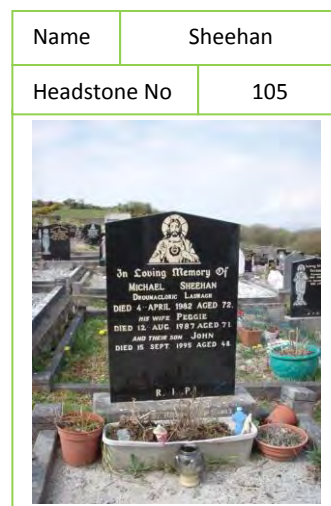 Name Sheehan
Headstone No 105
In Loving Memory Of
MICHAEL SHEEHAN
DROUMACLORIC LAURAGH
DIED 4 · APRIL 1982 AGED 72.
HIS WIFE PEGGIE
DIED 12 · AUG. 1987 AGED 71
AND THEIR SON JOHN
DIED 15 SEPT. 1995 AGED 48
R. I. P.